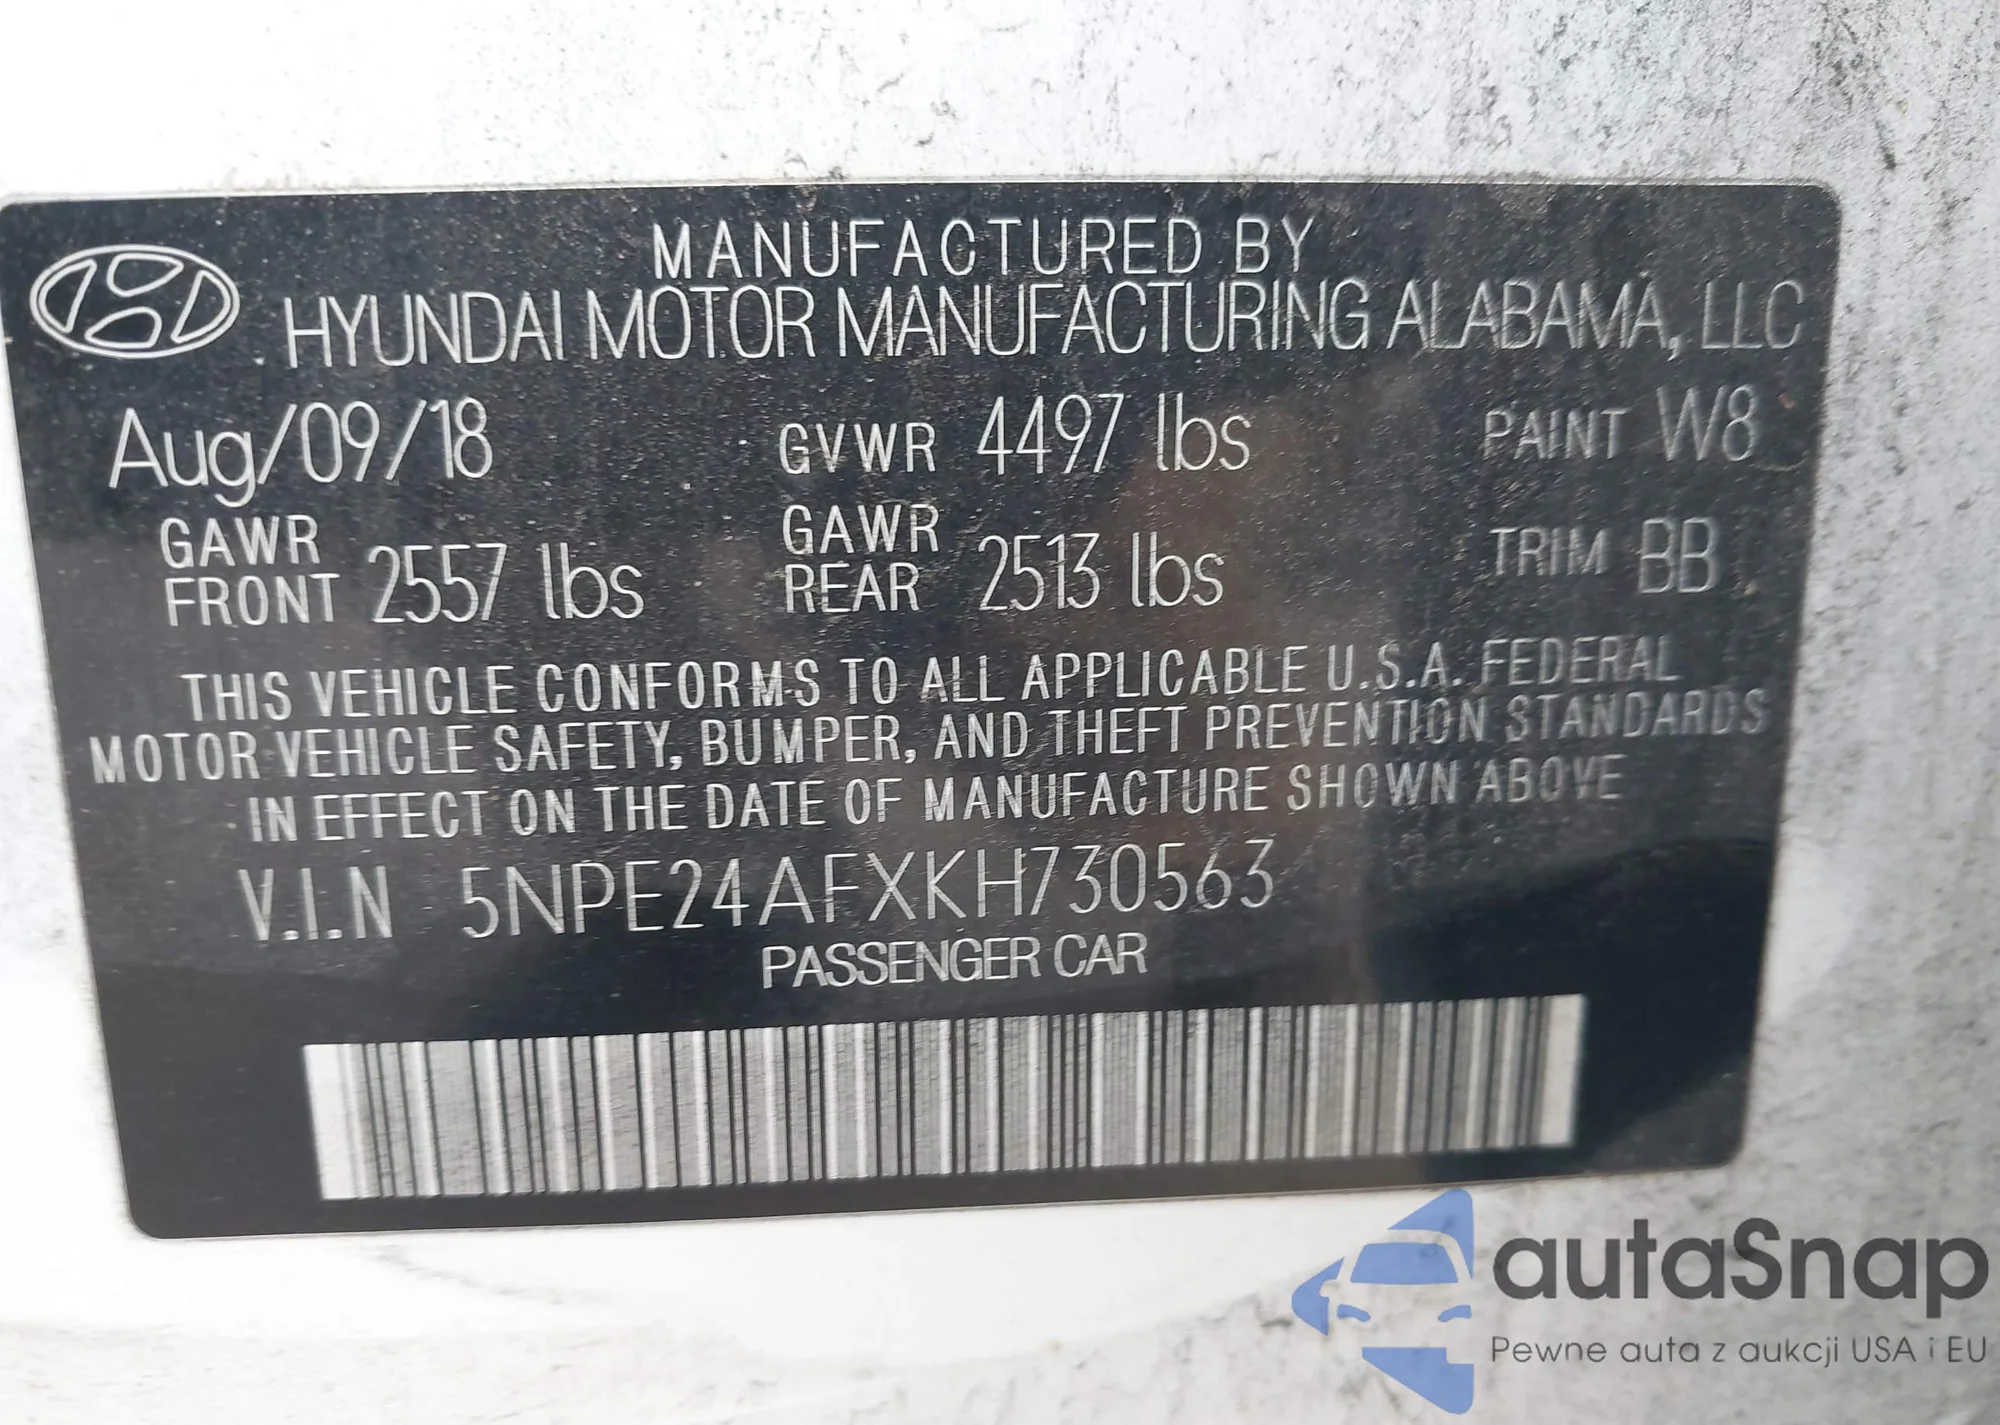 MANUFACTURED BY
HYUNDAI MOTOR MANUFACTURING ALABAMA, LLC
Aug/09/18 GVWR 4497 lbs PAINT W8
GAWR FRONT 2557 lbs GAWR REAR 2513 lbs TRIM BB
THIS VEHICLE CONFORMS TO ALL APPLICABLE U.S.A. FEDERAL
MOTOR VEHICLE SAFETY, BUMPER, AND THEFT PREVENTION STANDARDS
IN EFFECT ON THE DATE OF MANUFACTURE SHOWN ABOVE
V.I.N 5NPE24AFXKH730563
PASSENGER CAR
autaSnap
Pewne auta z aukcji USA i EU